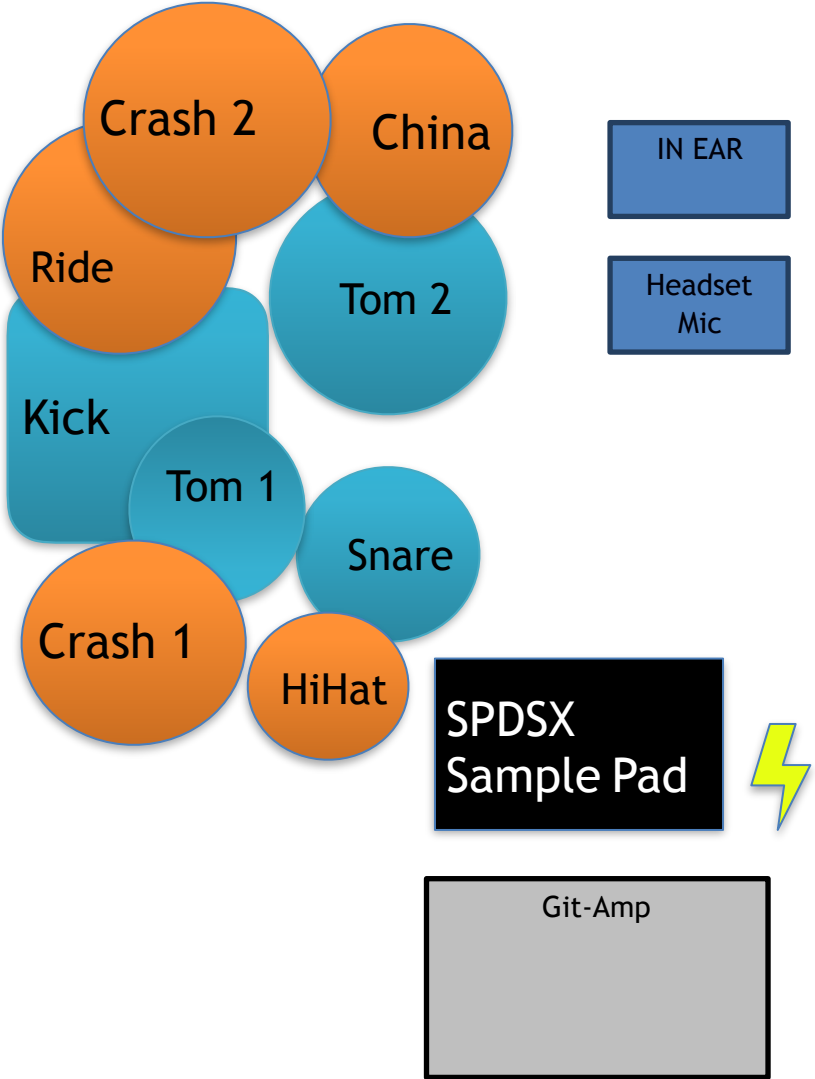 Crash 2
China
IN EAR
Ride
Headset
Mic
Tom 2
Kick
Tom 1
Snare
Crash 1
HiHat
SPDSX
Sample Pad
Git-Amp